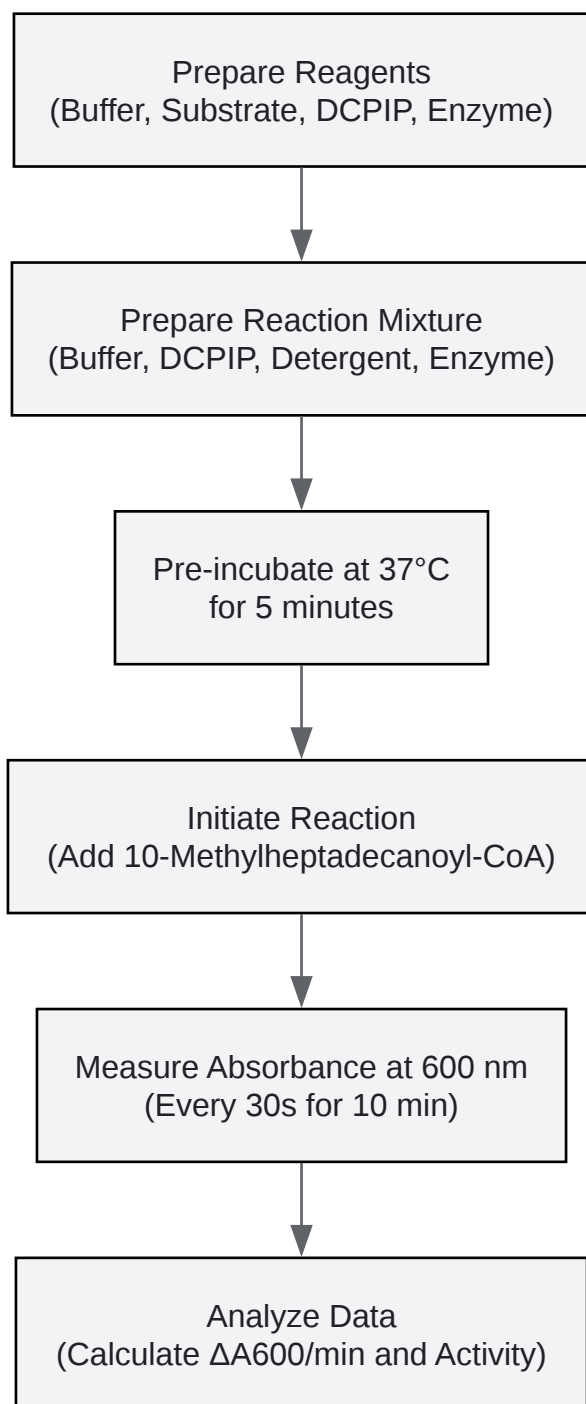 Prepare Reagents
(Buffer, Substrate, DCPIP, Enzyme)
Prepare Reaction Mixture
(Buffer, DCPIP, Detergent, Enzyme)
Pre-incubate at 37°C
for 5 minutes
Initiate Reaction
(Add 10-Methylheptadecanoyl-CoA)
Measure Absorbance at 600 nm
(Every 30s for 10 min)
Analyze Data
(Calculate ΔA600/min and Activity)